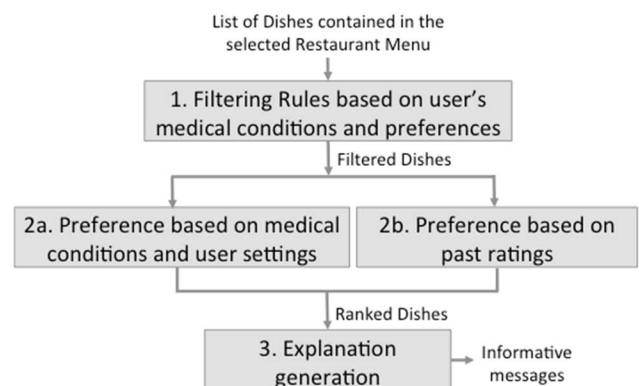 List of Dishes contained in the
selected Restaurant Menu
1. Filtering Rules based on user's
medical conditions and preferences
Filtered Dishes
2a. Preference based on medical
conditions and user settings
2b. Preference based on
past ratings
Ranked Dishes
3. Explanation
generation
Informative
messages